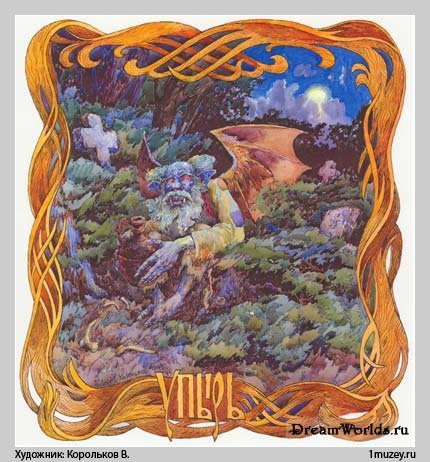 Упырь
DreamWorlds.ru
Художник: Корольков В.
1muzey.ru